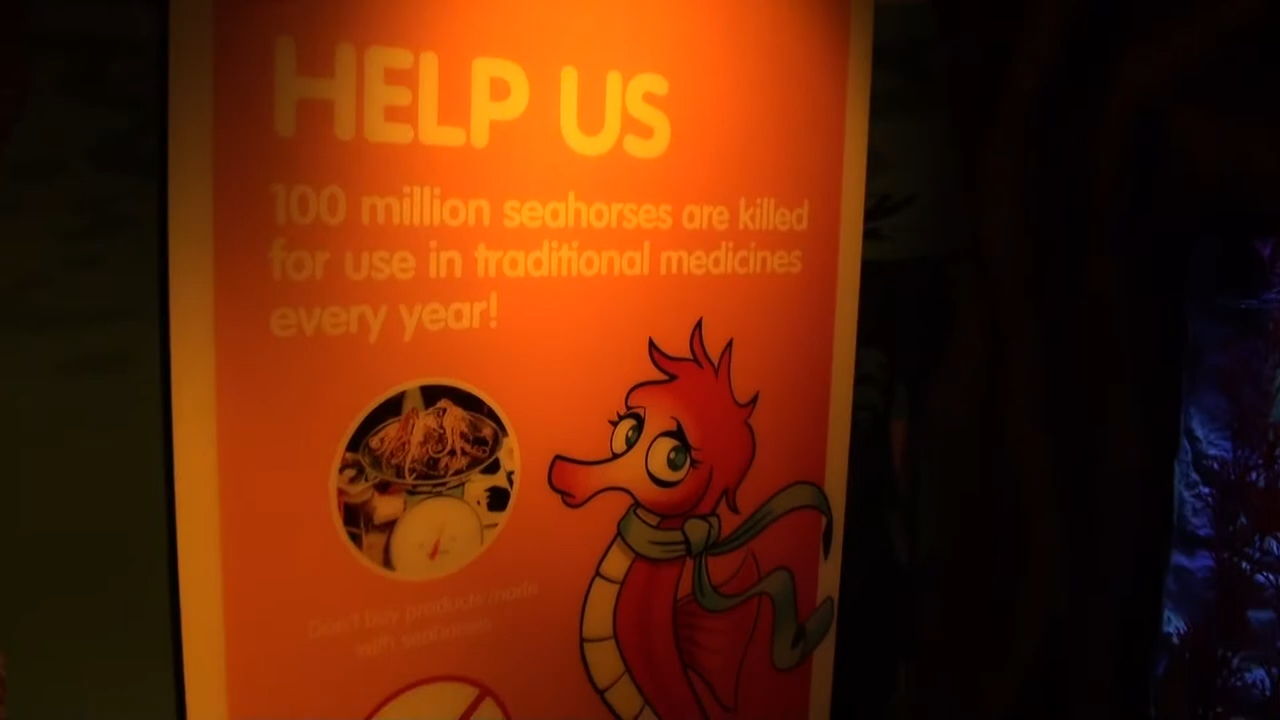 HELP US
100 million seahorses are killed
for use in traditional medicines
every year!
Don't buy products made
with seahorses